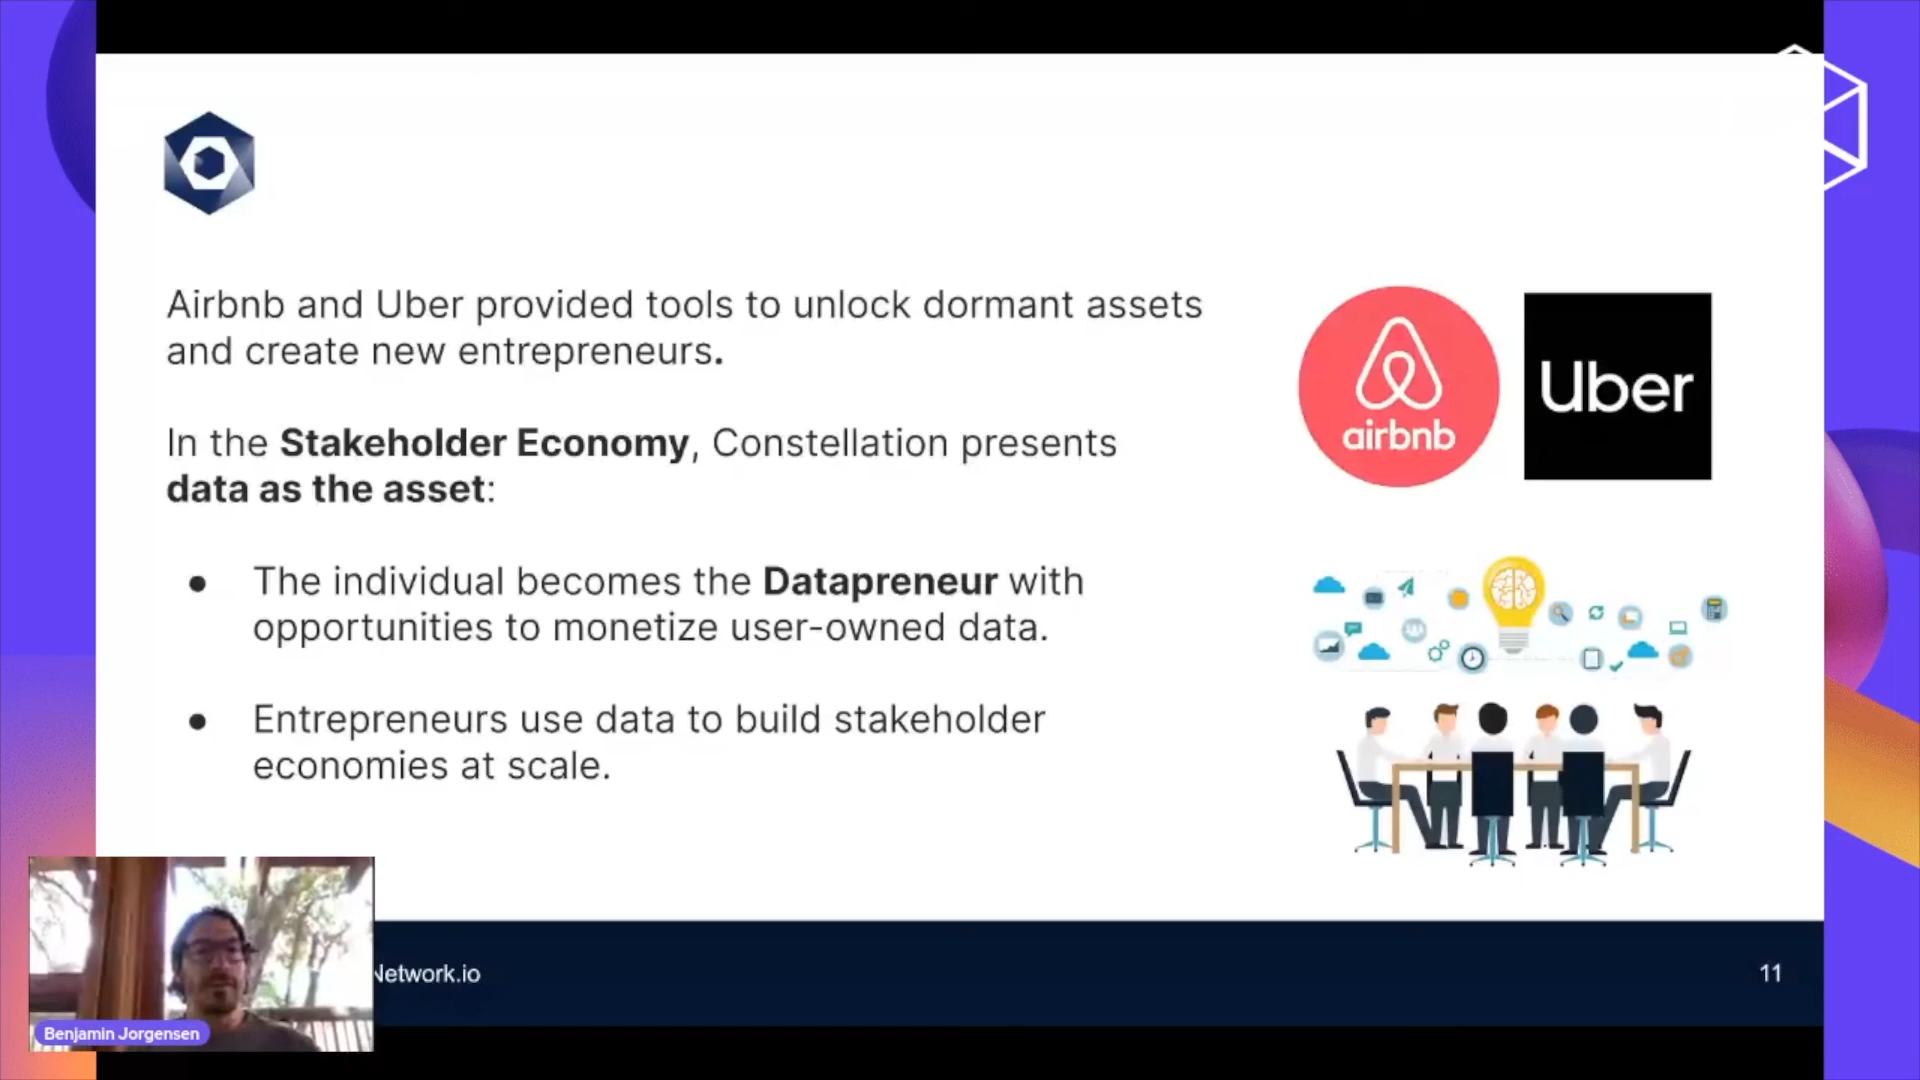 Airbnb and Uber provided tools to unlock dormant assets
and create new entrepreneurs.
airbnb
Uber
In the Stakeholder Economy, Constellation presents
data as the asset:
● The individual becomes the Datapreneur with
opportunities to monetize user-owned data.
● Entrepreneurs use data to build stakeholder
economies at scale.
Network.io
11
Benjamin Jorgensen